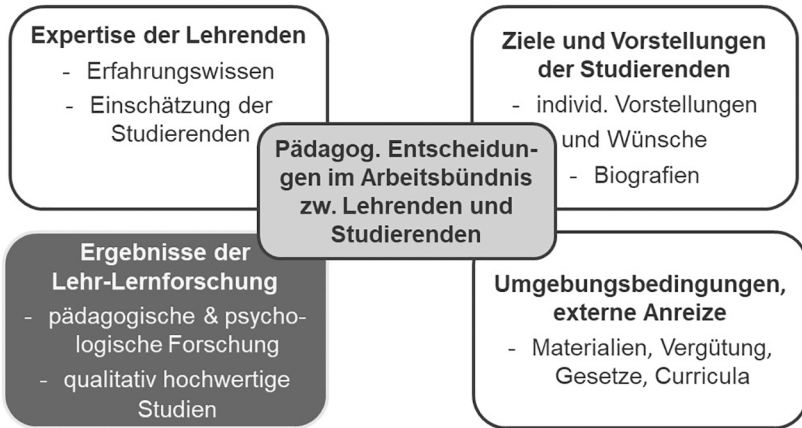 Expertise der Lehrenden
- Erfahrungswissen
- Einschätzung der
Studierenden
Ziele und Vorstellungen
der Studierenden
- individ. Vorstellungen
und Wünsche
- Biografien
Pädagog. Entscheidun-
gen im Arbeitsbündnis
zw. Lehrenden und
Studierenden
Ergebnisse der
Lehr-Lernforschung
- pädagogische & psycho-
logische Forschung
- qualitativ hochwertige
Studien
Umgebungsbedingungen,
externe Anreize
- Materialien, Vergütung,
Gesetze, Curricula